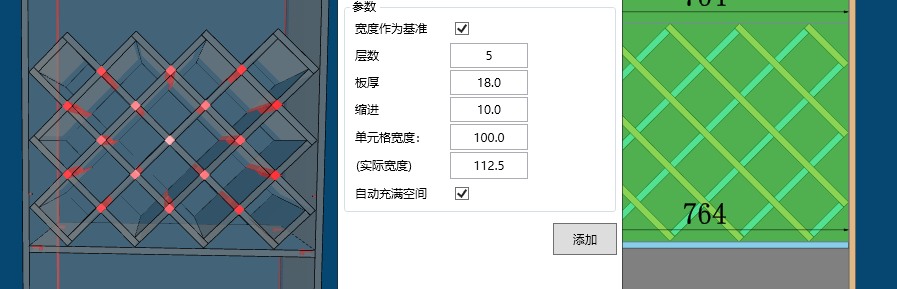 参数
宽度作为基准
层数 5
板厚 18.0
缩进 10.0
单元格宽度: 100.0
(实际宽度) 112.5
自动充满空间
添加
764